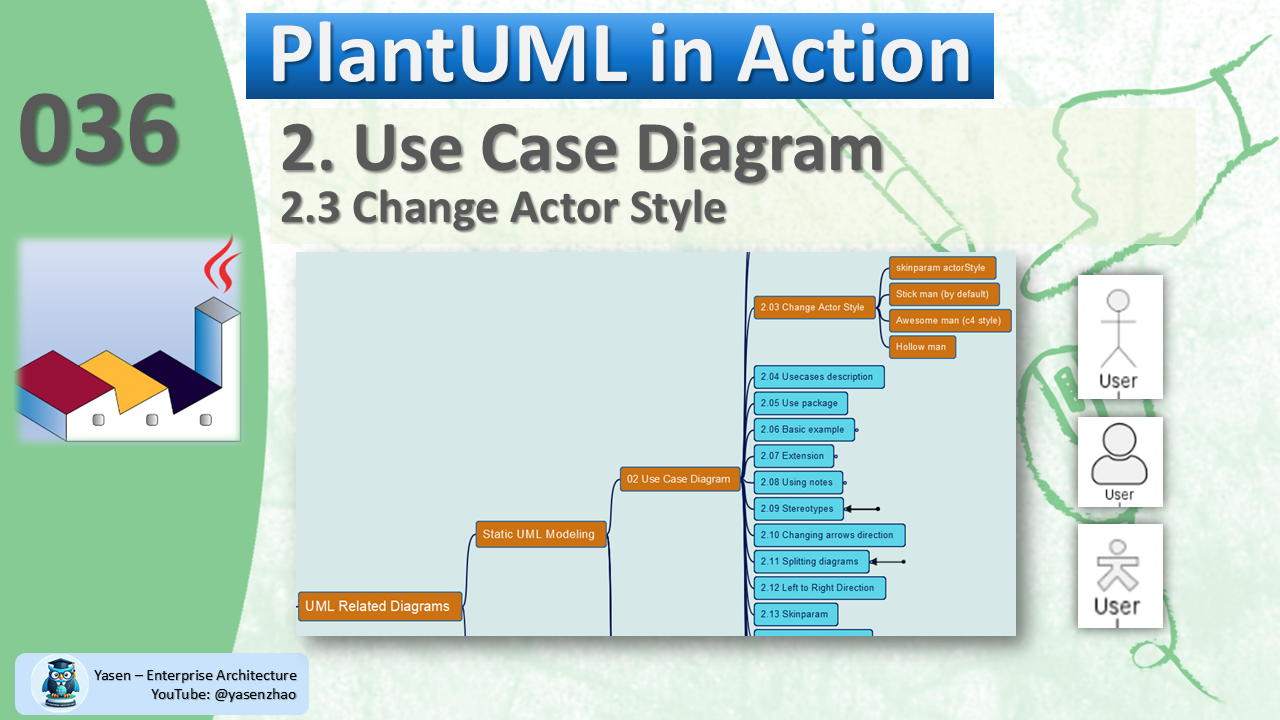 PlantUML in Action
036
2. Use Case Diagram
2.3 Change Actor Style
skinparam actorStyle
Stick man (by default)
2.03 Change Actor Style
Awesome man (c4 style)
Hollow man
2.04 Usecases description
2.05 Use package
2.06 Basic example
2.07 Extension
02 Use Case Diagram
2.08 Using notes
2.09 Stereotypes
Static UML Modeling
2.10 Changing arrows direction
2.11 Splitting diagrams
2.12 Left to Right Direction
UML Related Diagrams
2.13 Skinparam
User
User
User
Yasen – Enterprise Architecture
YouTube: @yasenzhao